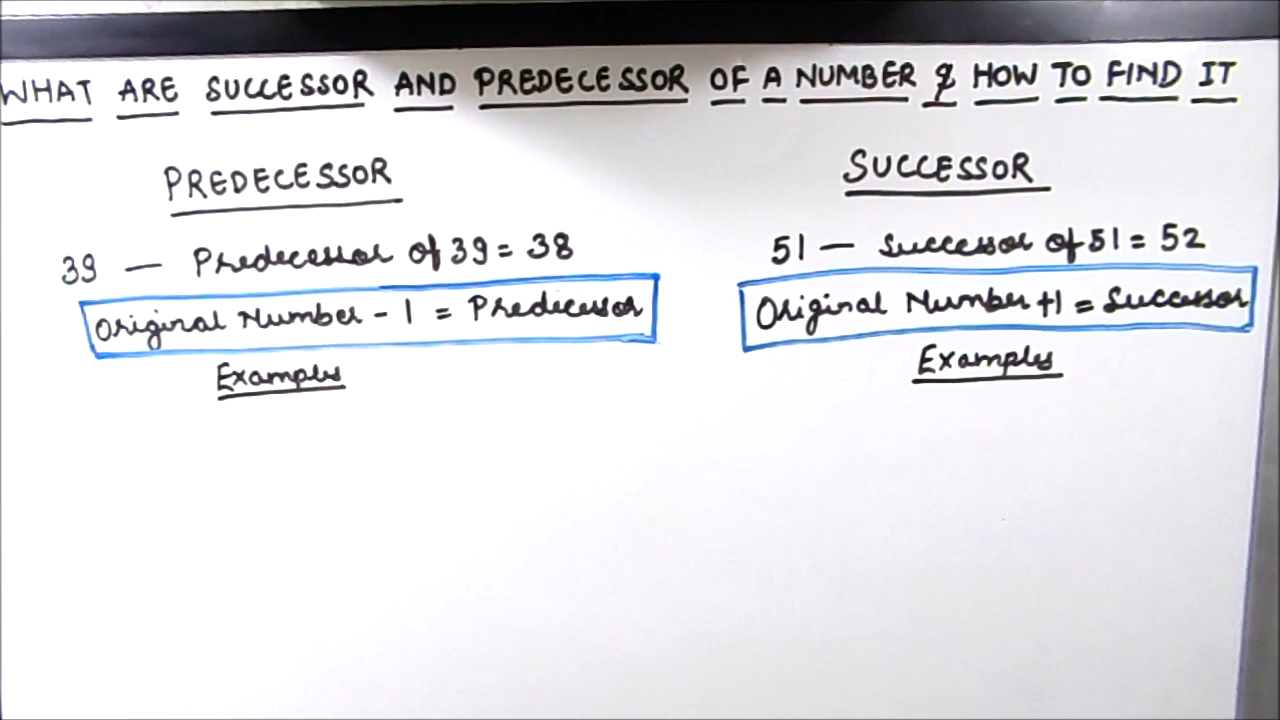 WHAT ARE SUCCESSOR AND PREDECESSOR OF A NUMBER & HOW TO FIND IT
PREDECESSOR
39 — Predecessor of 39 = 38
Original Number - 1 = Predicessor
Examples
SUCCESSOR
51 — Successor of 51 = 52
Original Number +1 = Successor
Examples